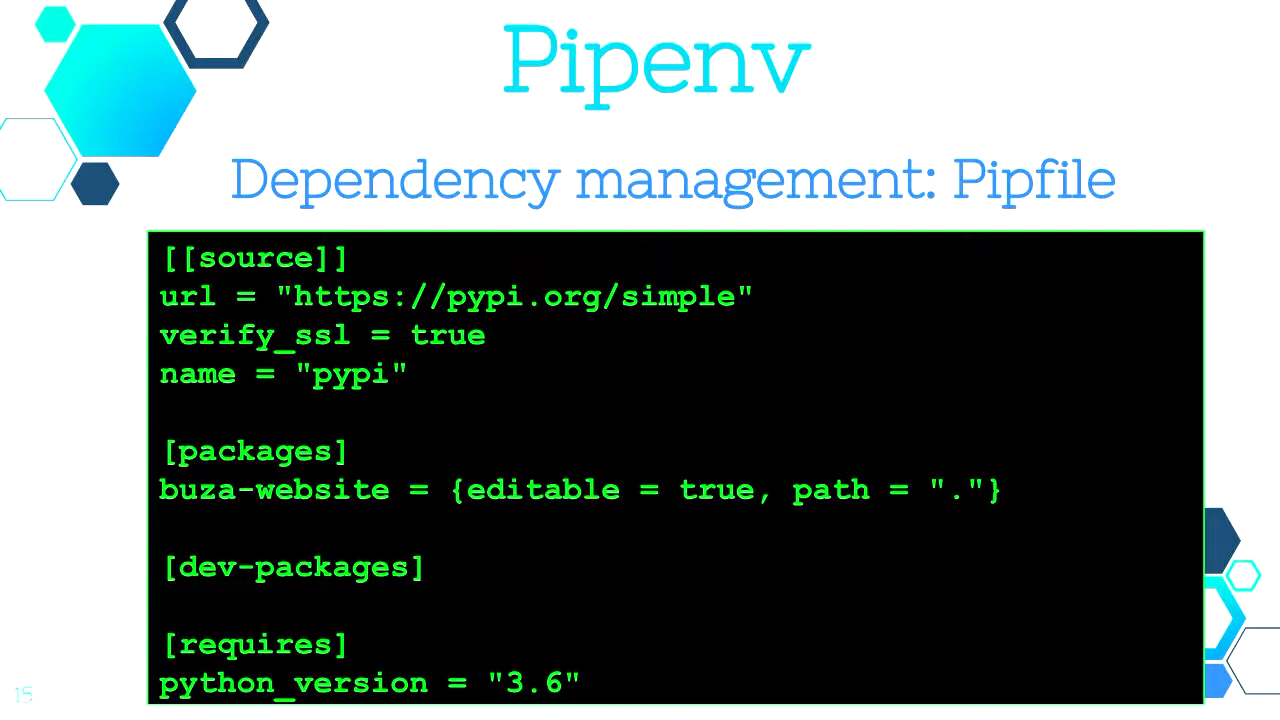 Pipenv
Dependency management: Pipfile
[[source]]
url = "https://pypi.org/simple"
verify_ssl = true
name = "pypi"
[packages]
buza-website = {editable = true, path = "."}
[dev-packages]
[requires]
python_version = "3.6"
15